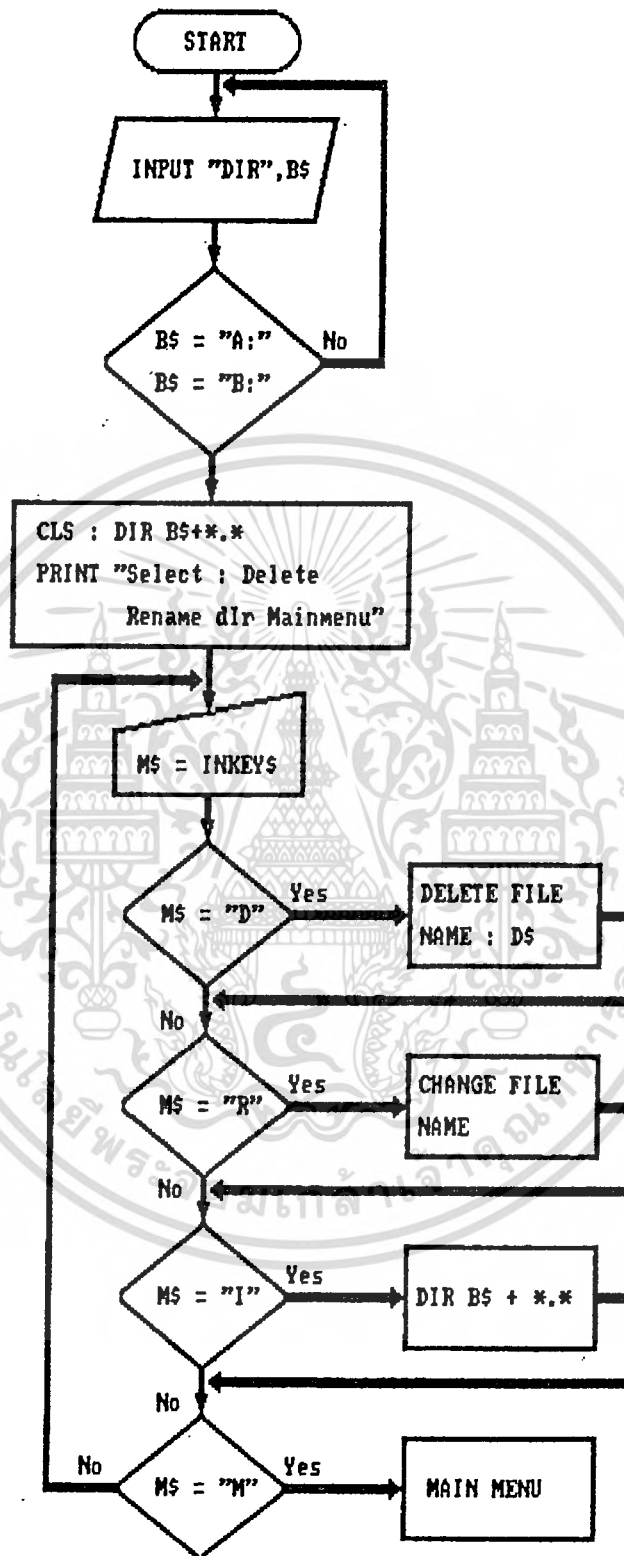 START
INPUT "DIR",B$
B$ = "A:"
B$ = "B:"
No
CLS : DIR B$+*.*
PRINT "Select : Delete
Rename dIr Mainmenu"
M$ = INKEY$
M$ = "D"
Yes
DELETE FILE
NAME : D$
No
M$ = "R"
Yes
CHANGE FILE
NAME
No
M$ = "I"
Yes
DIR B$ + *.*
No
M$ = "M"
No
Yes
MAIN MENU